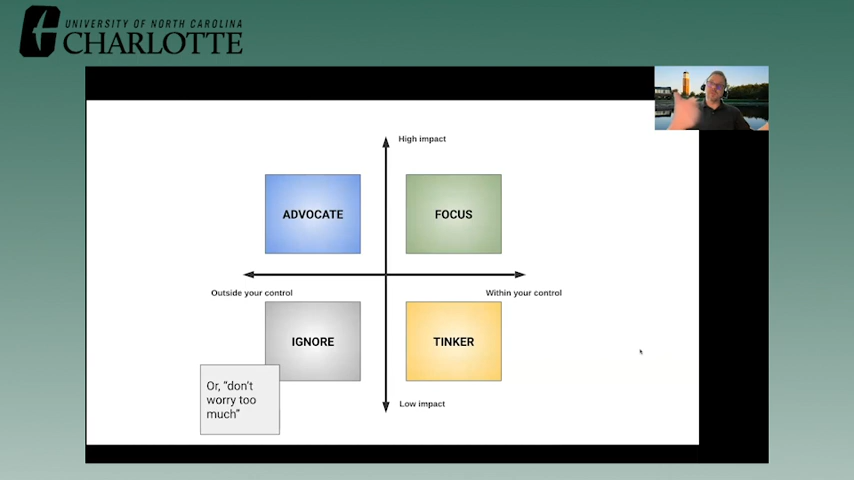 UNIVERSITY OF NORTH CAROLINA
CHARLOTTE
High impact
ADVOCATE
FOCUS
Outside your control
Within your control
IGNORE
TINKER
Or, "don't
worry too
much"
Low impact